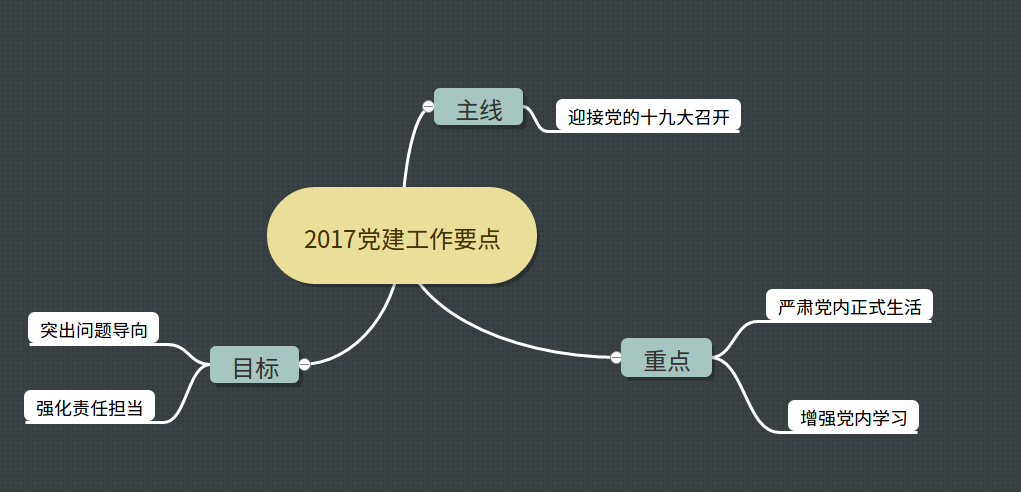 主线
迎接党的十九大召开
2017党建工作要点
严肃党内正式生活
突出问题导向
目标
重点
强化责任担当
增强党内学习